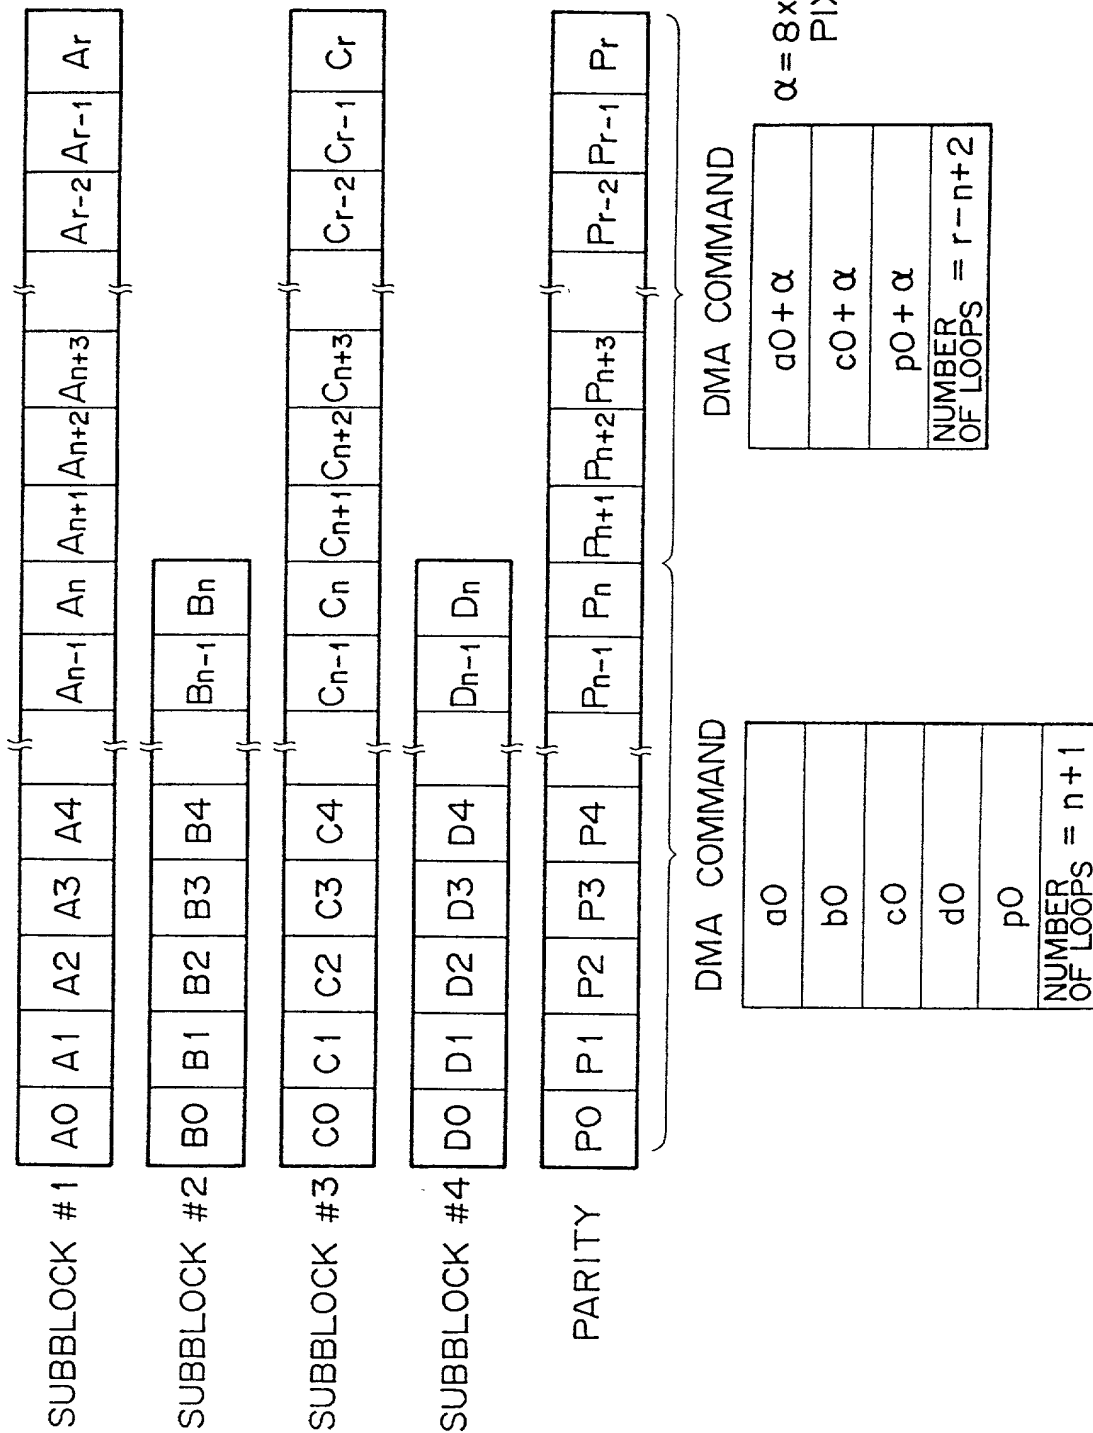 SUBBLOCK #1 A0 A1 A2 A3 A4 An-1 An An+1 An+2 An+3 Ar-2 Ar-1 Ar
SUBBLOCK #2 B0 B1 B2 B3 B4 Bn-1 Bn
SUBBLOCK #3 C0 C1 C2 C3 C4 Cn-1 Cn Cn+1 Cn+2 Cn+3 Cr-2 Cr-1 Cr
SUBBLOCK #4 D0 D1 D2 D3 D4 Dn-1 Dn
PARITY P0 P1 P2 P3 P4 Pn-1 Pn Pn+1 Pn+2 Pn+3 Pr-2 Pr-1 Pr
DMA COMMAND
a0
b0
c0
d0
p0
NUMBER
OF LOOPS = n+1
DMA COMMAND
a0+α
c0+α
p0+α
NUMBER
OF LOOPS = r-n+2
α=8x